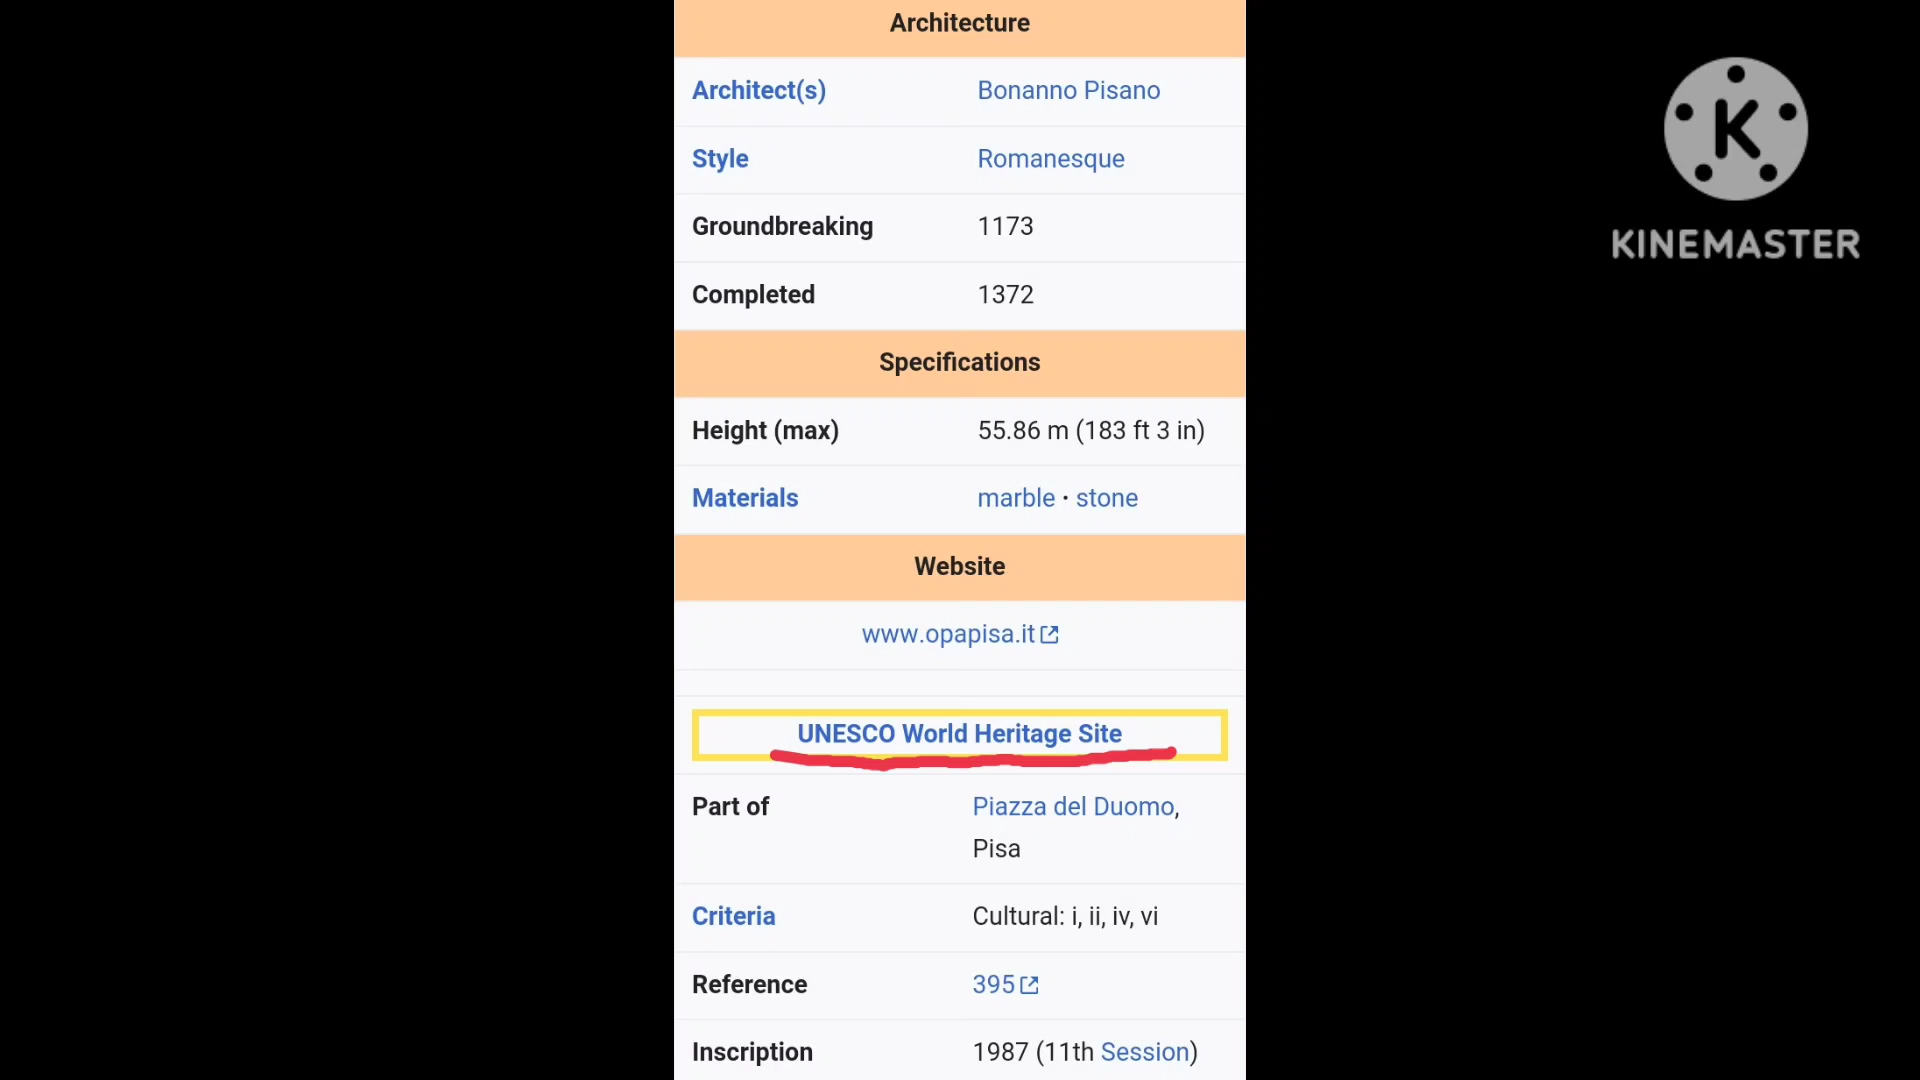 Architecture
Architect(s) Bonanno Pisano
Style Romanesque
Groundbreaking 1173
Completed 1372
Specifications
Height (max) 55.86 m (183 ft 3 in)
Materials marble · stone
Website
www.opapisa.it
UNESCO World Heritage Site
Part of Piazza del Duomo,
Pisa
Criteria Cultural: i, ii, iv, vi
Reference 395
Inscription 1987 (11th Session)
K
KINEMASTER